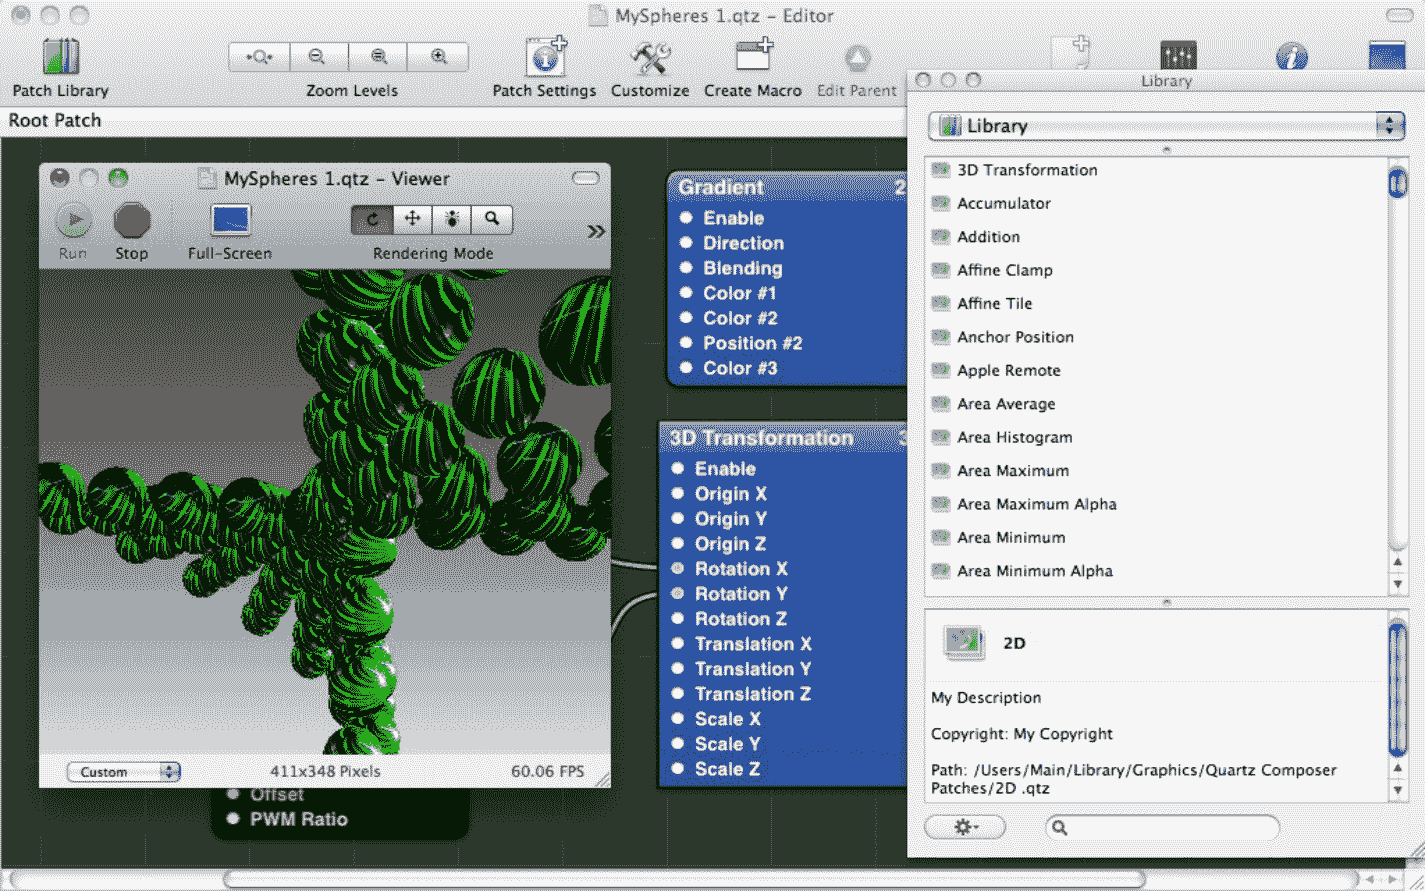 MySpheres 1.qtz – Editor
Patch Library
Zoom Levels
Patch Settings
Customize
Create Macro
Edit Parent
Root Patch
MySpheres 1.qtz – Viewer
Run
Stop
Full-Screen
Rendering Mode
Custom
411x348 Pixels
60.06 FPS
Offset
PWM Ratio
Gradient 2
Enable
Direction
Blending
Color #1
Color #2
Position #2
Color #3
3D Transformation
Enable
Origin X
Origin Y
Origin Z
Rotation X
Rotation Y
Rotation Z
Translation X
Translation Y
Translation Z
Scale X
Scale Y
Scale Z
Library
Library
3D Transformation
Accumulator
Addition
Affine Clamp
Affine Tile
Anchor Position
Apple Remote
Area Average
Area Histogram
Area Maximum
Area Maximum Alpha
Area Minimum
Area Minimum Alpha
2D
My Description
Copyright: My Copyright
Path: /Users/Main/Library/Graphics/Quartz Composer
Patches/2D .qtz